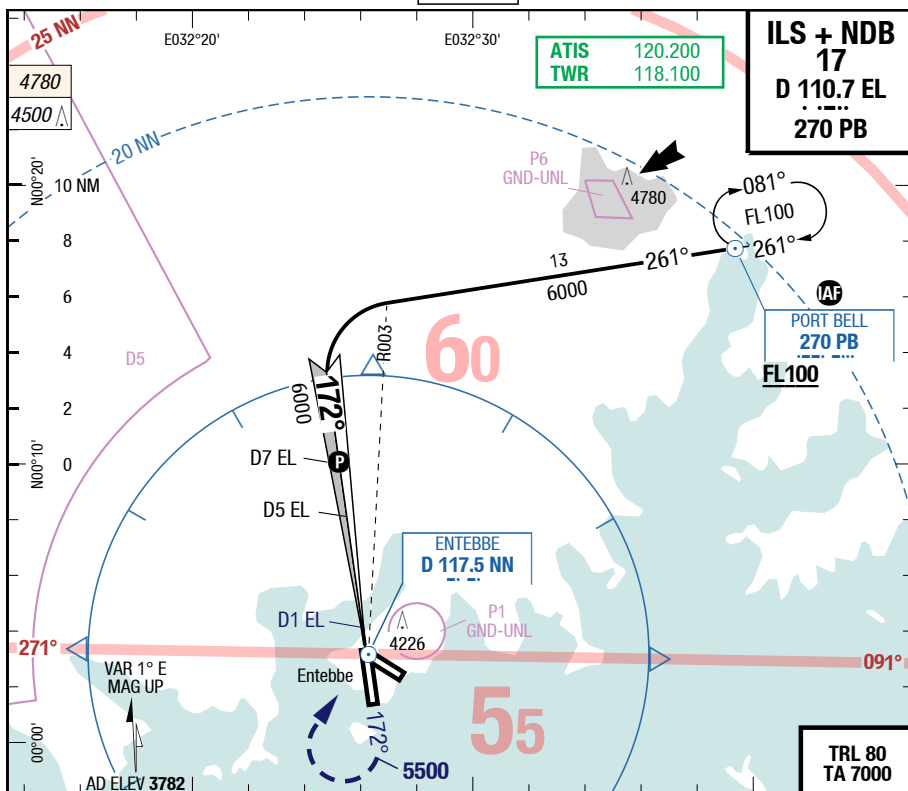 25 NN
E032°20'
E032°30'
ATIS 120.200
TWR 118.100
ILS + NDB
17
D 110.7 EL
270 PB
4780
4500
20 NN
N00°20'
10 NM
8
6
4
2
0
P6
GND-UNL
4780
081°
FL100
261°
261°
13
6000
IAF
PORT BELL
270 PB
FL100
D5
R003
60
6000
172°
N00°10'
D7 EL
P
D5 EL
ENTEBBE
D 117.5 NN
D1 EL
P1
GND-UNL
4226
271°
091°
Entebbe
VAR 1° E
MAG UP
55
172°
5500
N00°00'
00°00'
AD ELEV 3782
TRL 80
TA 7000